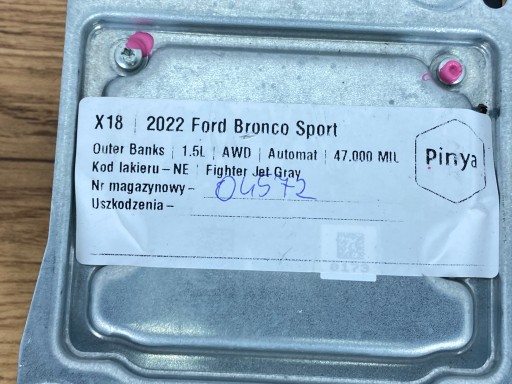 X18 | 2022 Ford Bronco Sport
Outer Banks | 1.5L | AWD | Automat | 47.000 MIL
Kod lakieru – NE | Fighter Jet Gray
Nr magazynowy – 04572
Uszkodzenia –
Pinya
0173